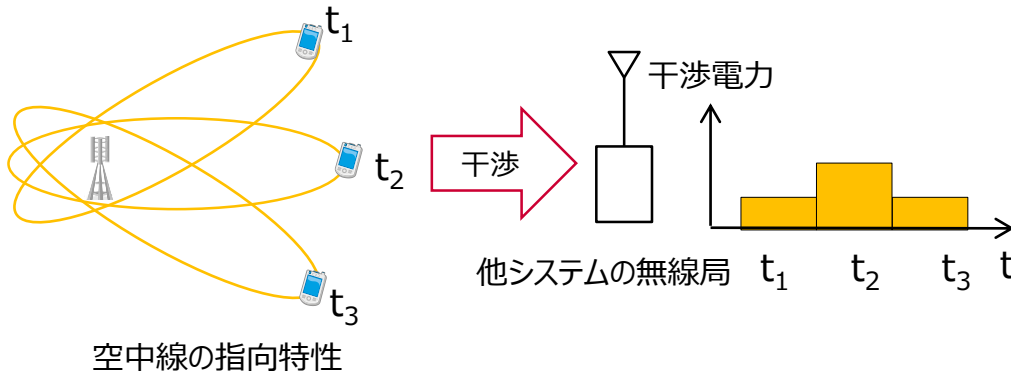 t1
t2
t3
空中線の指向特性
干渉
干渉電力
他システムの無線局
t1 t2 t3 t